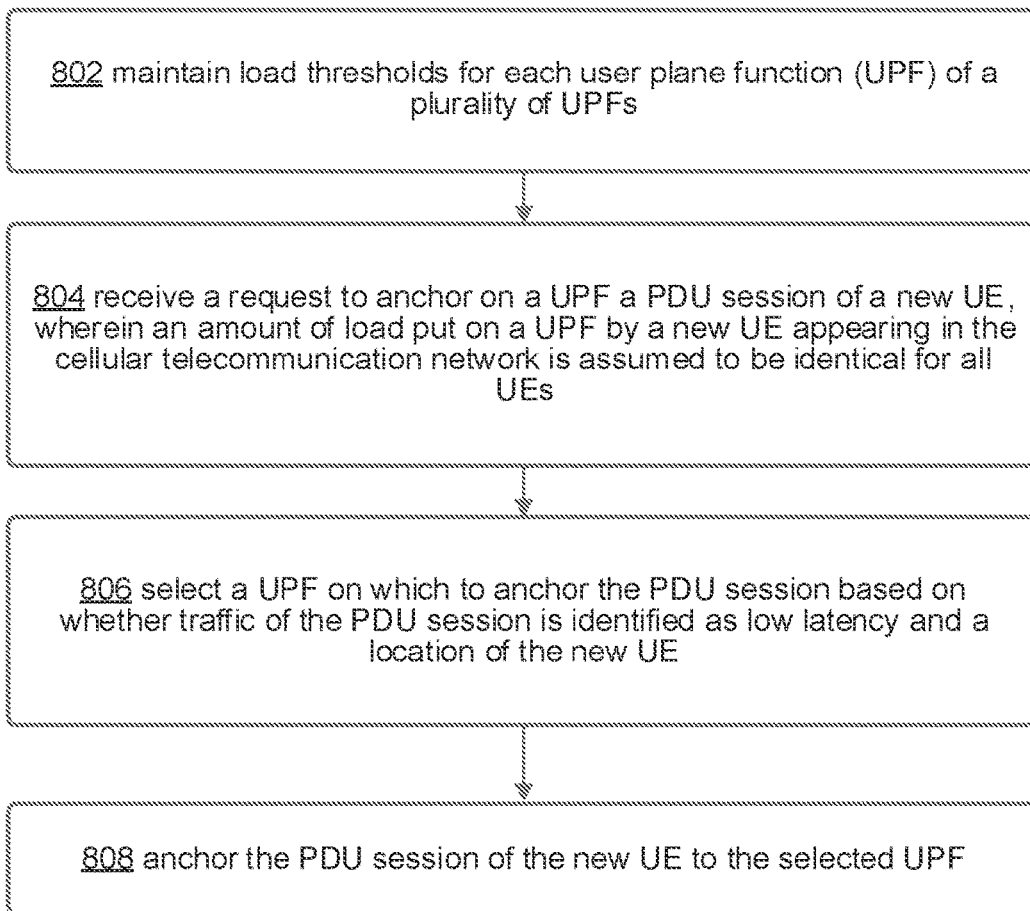 802 maintain load thresholds for each user plane function (UPF) of a
plurality of UPFs
804 receive a request to anchor on a UPF a PDU session of a new UE,
wherein an amount of load put on a UPF by a new UE appearing in the
cellular telecommunication network is assumed to be identical for all
UEs
806 select a UPF on which to anchor the PDU session based on
whether traffic of the PDU session is identified as low latency and a
location of the new UE
808 anchor the PDU session of the new UE to the selected UPF